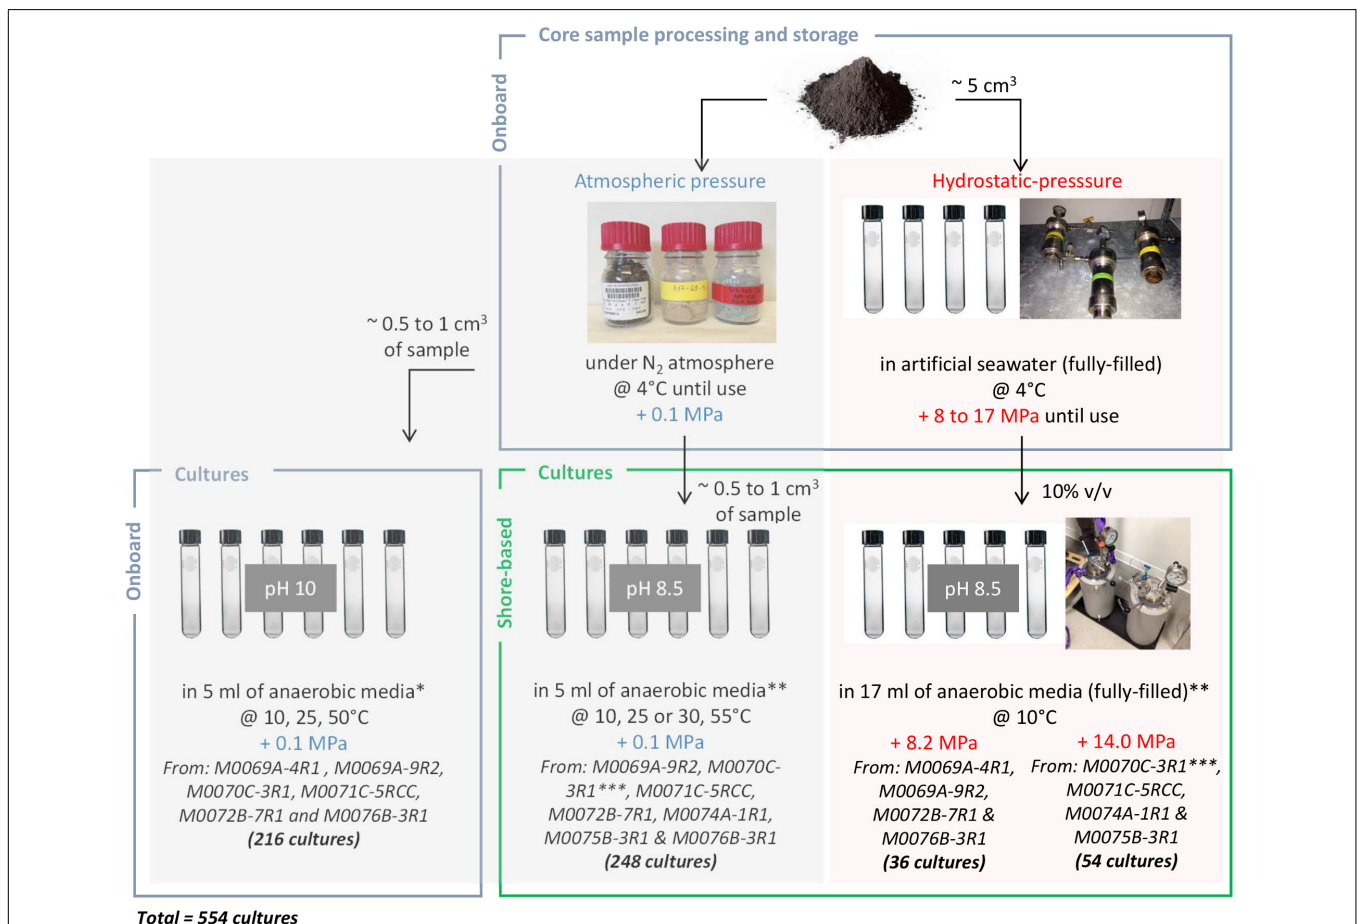 Core sample processing and storage
Onboard
~ 5 cm³
Atmospheric pressure
Hydrostatic-presssure
~ 0.5 to 1 cm³
of sample
under N₂ atmosphere
@ 4°C until use
+ 0.1 MPa
in artificial seawater (fully-filled)
@ 4°C
+ 8 to 17 MPa until use
Cultures
Onboard
pH 10
in 5 ml of anaerobic media*
@ 10, 25, 50°C
+ 0.1 MPa
From: M0069A-4R1 , M0069A-9R2,
M0070C-3R1, M0071C-5RCC,
M0072B-7R1 and M0076B-3R1
(216 cultures)
Cultures
Shore-based
~ 0.5 to 1 cm³
of sample
10% v/v
pH 8.5
in 5 ml of anaerobic media**
@ 10, 25 or 30, 55°C
+ 0.1 MPa
From: M0069A-9R2, M0070C-
3R1***, M0071C-5RCC,
M0072B-7R1, M0074A-1R1,
M0075B-3R1 & M0076B-3R1
(248 cultures)
pH 8.5
in 17 ml of anaerobic media (fully-filled)**
@ 10°C
+ 8.2 MPa
From: M0069A-4R1,
M0069A-9R2,
M0072B-7R1 &
M0076B-3R1
(36 cultures)
+ 14.0 MPa
From: M0070C-3R1***,
M0071C-5RCC,
M0074A-1R1 &
M0075B-3R1
(54 cultures)
Total = 554 cultures